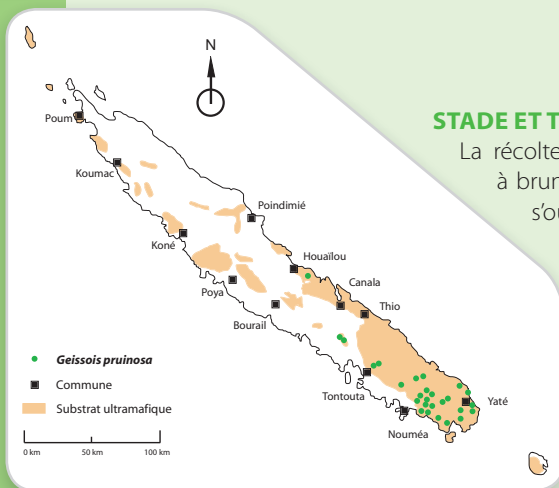 N
STADE ET T
La récolte
à brun
s'ou
Poum
Koumac
Poindimié
Koné
Houaïlou
Canala
Poya
Thio
Bourail
Geissois pruinosa
Commune
Substrat ultramafique
Tontouta
Yaté
Nouméa
0 km 50 km 100 km